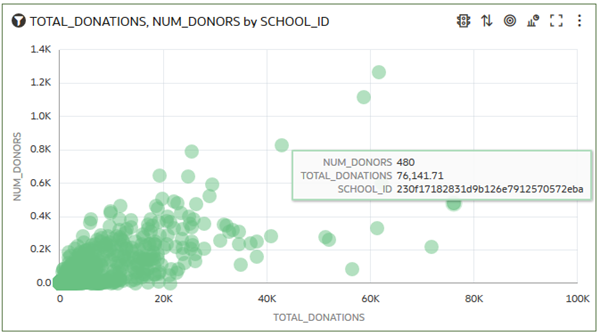 TOTAL_DONATIONS, NUM_DONORS by SCHOOL_ID
1.4K
1.2K
1.0K
0.8K
0.6K
0.4K
0.2K
0.0
NUM_DONORS
NUM_DONORS 480
TOTAL_DONATIONS 76,141.71
SCHOOL_ID 230f17182831d9b126e7912570572eba
0 20K 40K 60K 80K 100K
TOTAL_DONATIONS